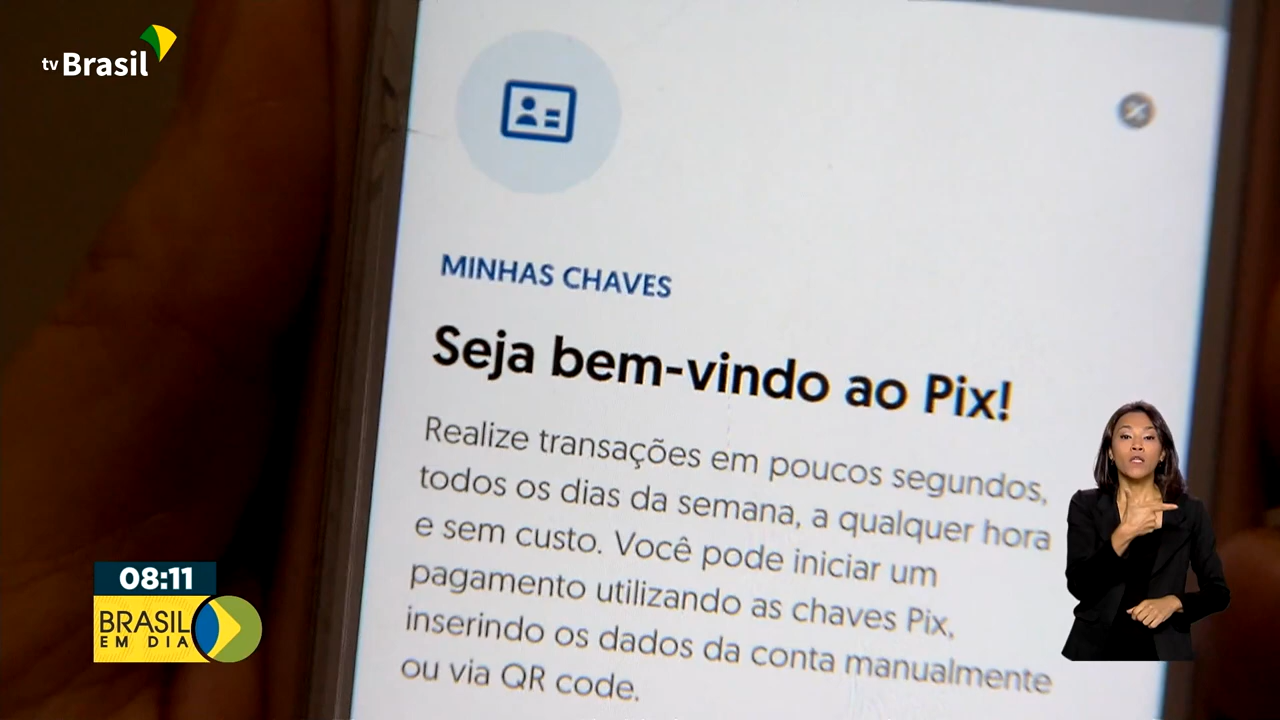 tv Brasil
MINHAS CHAVES
Seja bem-vindo ao Pix!
Realize transações em poucos segundos,
todos os dias da semana, a qualquer hora
e sem custo. Você pode iniciar um
pagamento utilizando as chaves Pix,
inserindo os dados da conta manualmente
ou via QR code.
08:11
BRASIL
EM DIA